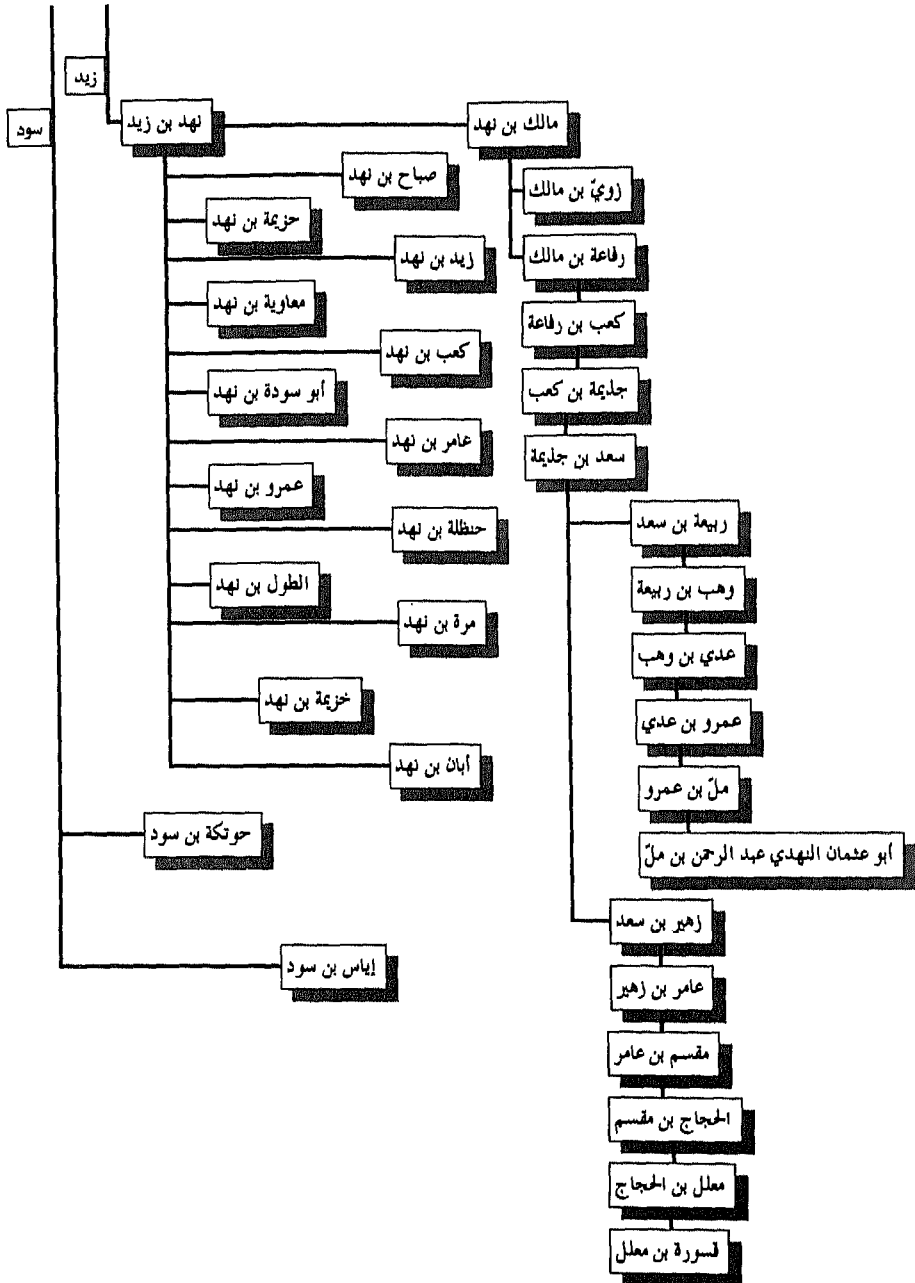 زيد
سود
نهد بن زيد
مالك بن نهد
صباح بن نهد
زويّ بن مالك
حزيمة بن نهد
زيد بن نهد
رفاعة بن مالك
معاوية بن نهد
كعب بن رفاعة
كعب بن نهد
أبو سودة بن نهد
جذيمة بن كعب
عامر بن نهد
سعد بن جذيمة
عمرو بن نهد
حنظلة بن نهد
ربيعة بن سعد
الطول بن نهد
وهب بن ربيعة
مرة بن نهد
عدي بن وهب
خزيمة بن نهد
عمرو بن عدي
أبان بن نهد
ملّ بن عمرو
حوتكة بن سود
أبو عثمان النهدي عبد الرحمن بن ملّ
زهير بن سعد
إياس بن سود
عامر بن زهير
مقسم بن عامر
الحجاج بن مقسم
معلل بن الحجاج
قسورة بن معلل